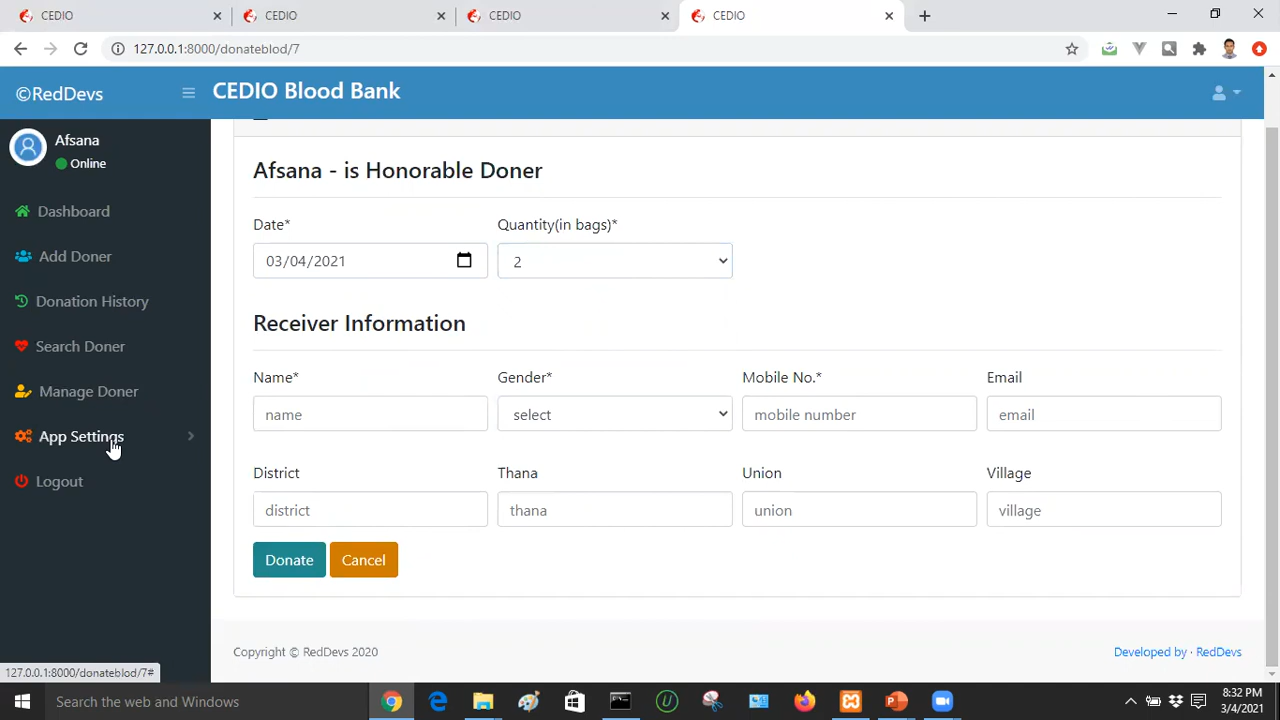 CEDIO CEDIO CEDIO CEDIO
127.0.0.1:8000/donateblod/7
©RedDevs CEDIO Blood Bank
Afsana
Online
Dashboard
Add Doner
Donation History
Search Doner
Manage Doner
App Settings
Logout
Afsana - is Honorable Doner
Date* Quantity(in bags)*
03/04/2021 2
Receiver Information
Name* Gender* Mobile No.* Email
name select mobile number email
District Thana Union Village
district thana union village
Donate Cancel
Copyright © RedDevs 2020 Developed by · RedDevs
127.0.0.1:8000/donateblod/7#
Search the web and Windows
8:32 PM
3/4/2021